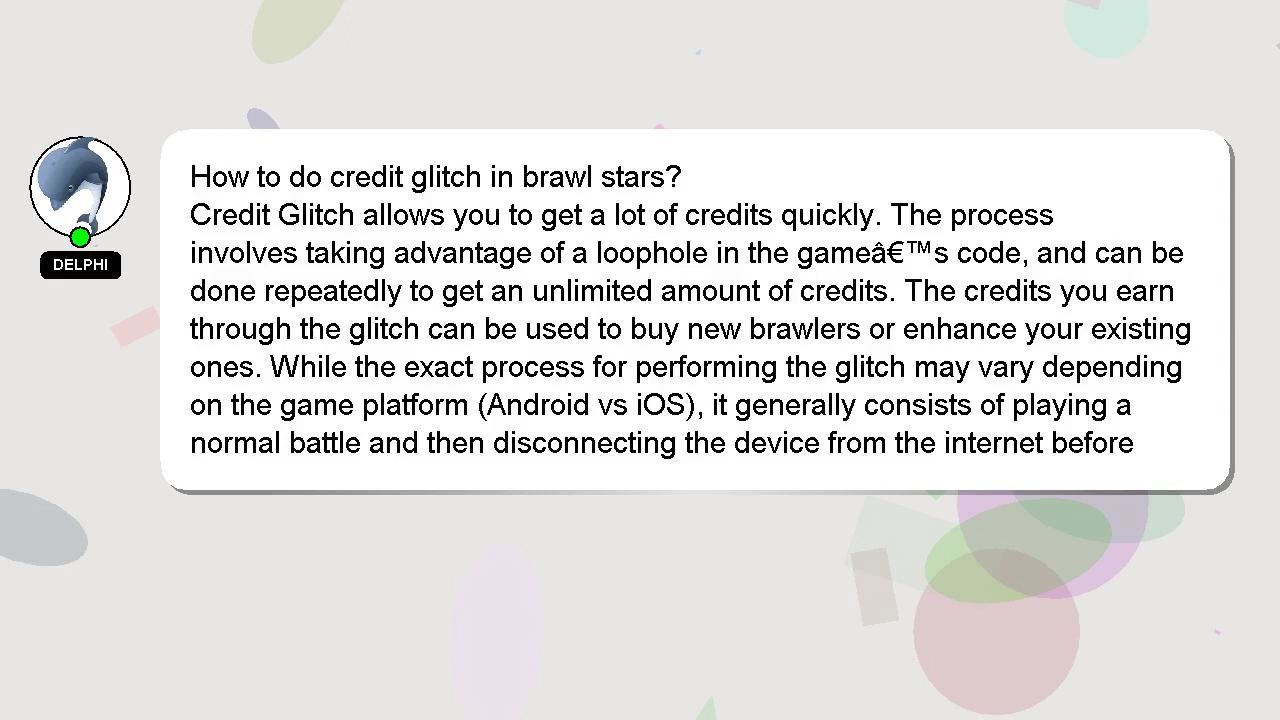 How to do credit glitch in brawl stars?
Credit Glitch allows you to get a lot of credits quickly. The process
involves taking advantage of a loophole in the gameâ€™s code, and can be
done repeatedly to get an unlimited amount of credits. The credits you earn
through the glitch can be used to buy new brawlers or enhance your existing
ones. While the exact process for performing the glitch may vary depending
on the game platform (Android vs iOS), it generally consists of playing a
normal battle and then disconnecting the device from the internet before
DELPHI